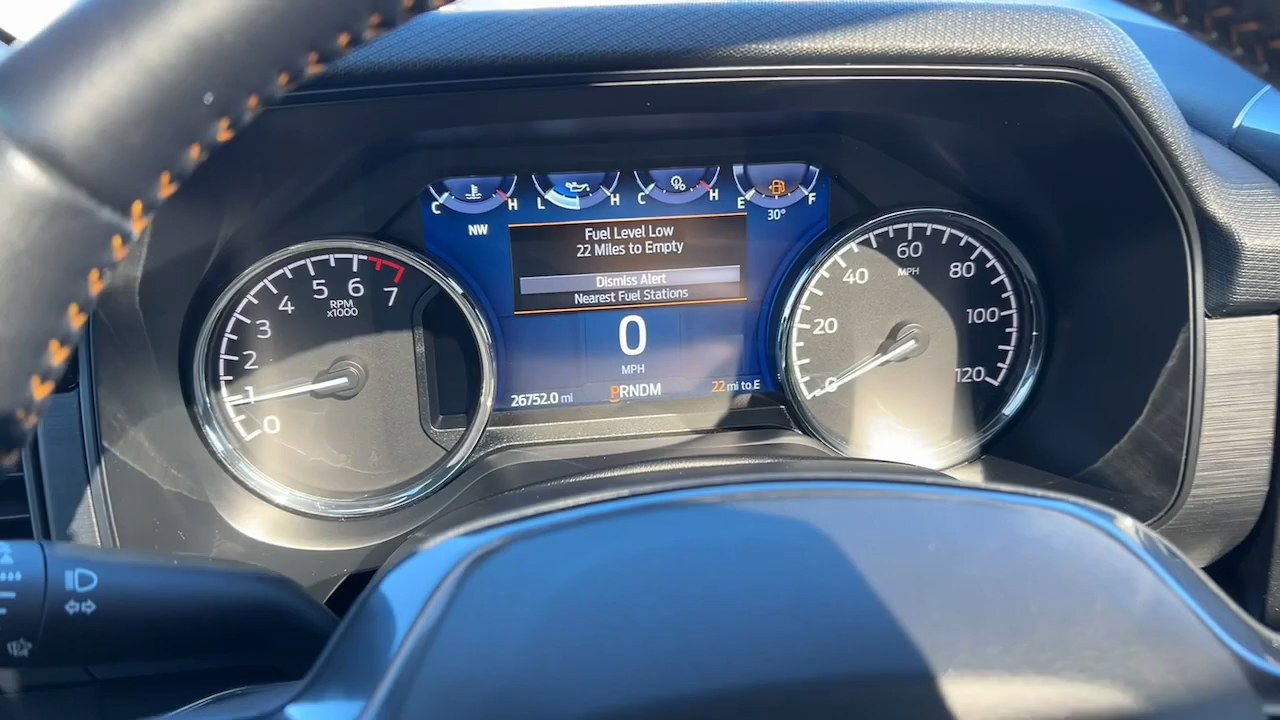 C H
L H
C H
E F
NW
30°
Fuel Level Low
22 Miles to Empty
Dismiss Alert
Nearest Fuel Stations
0
MPH
26752.0 mi
PRNDM
22 mi to E
0 1 2 3 4 5 6 7
RPM
x1000
0 20 40 60 80 100 120
MPH